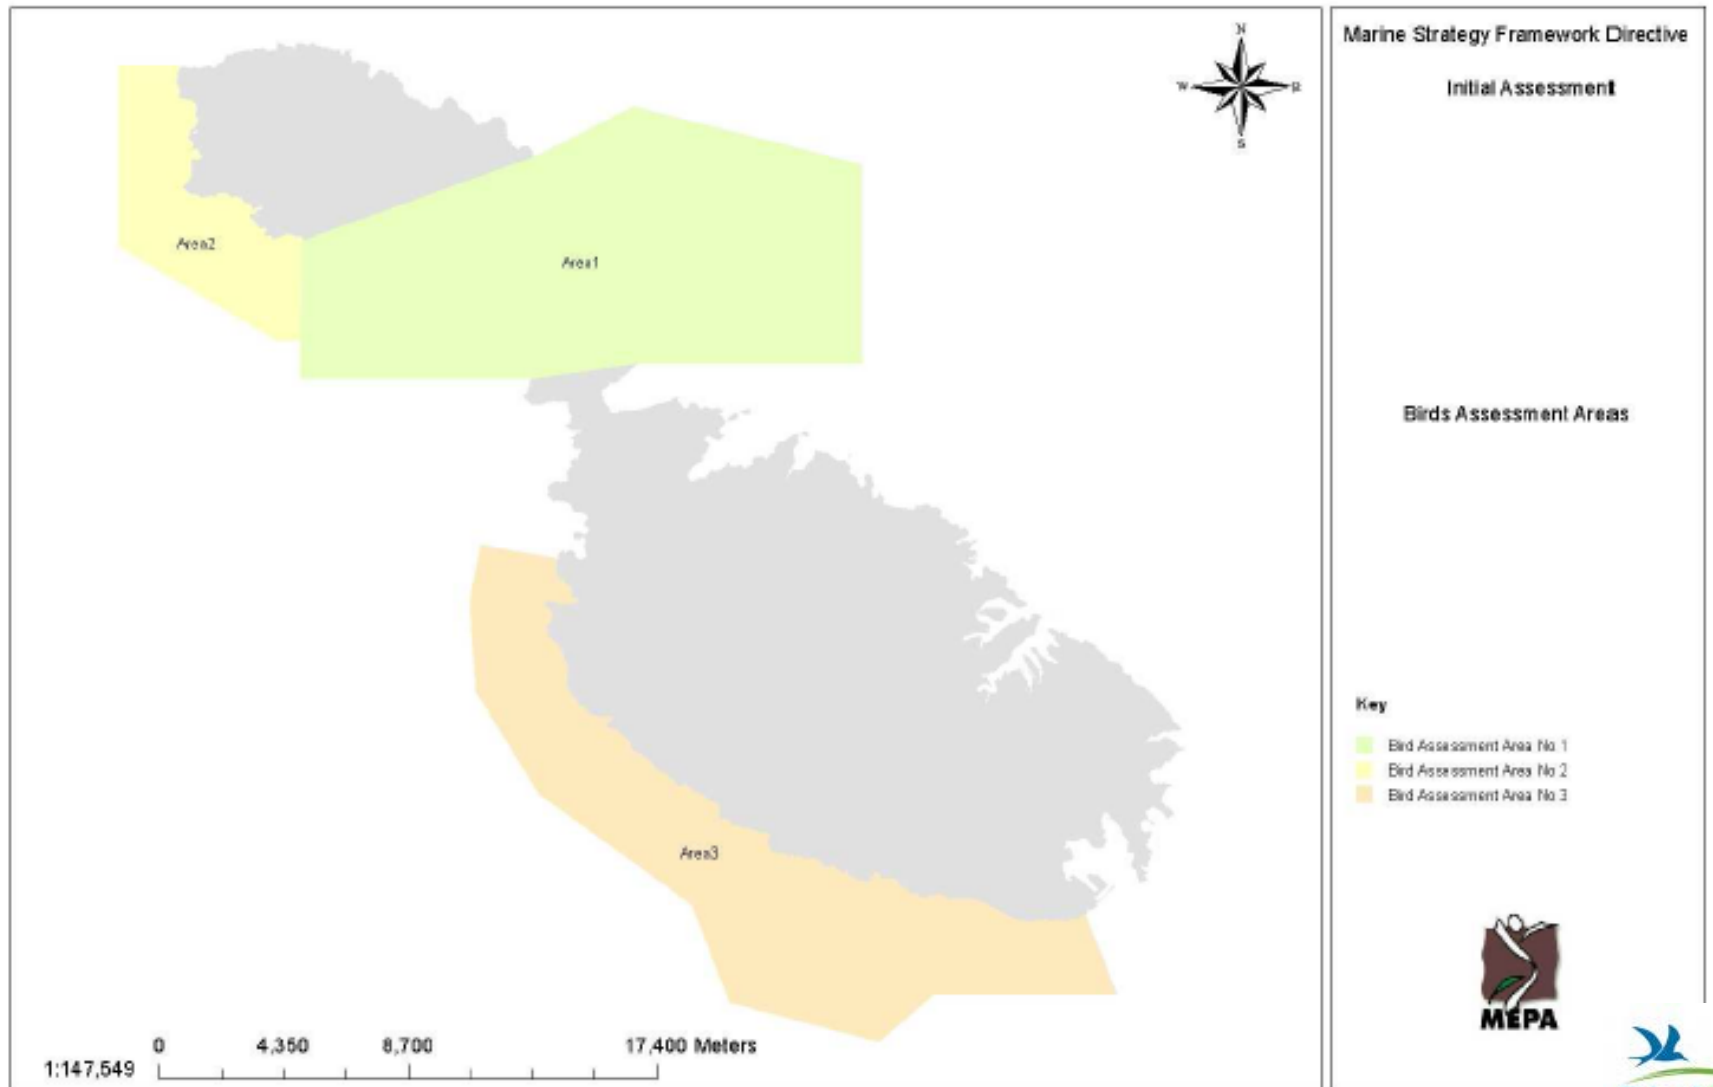 N
W
E
S
Area2
Area1
Area3
0 4,350 8,700 17,400 Meters
1:147,549
Marine Strategy Framework Directive
Initial Assessment
Birds Assessment Areas
Key
Bird Assessment Area No 1
Bird Assessment Area No 2
Bird Assessment Area No 3
MEPA